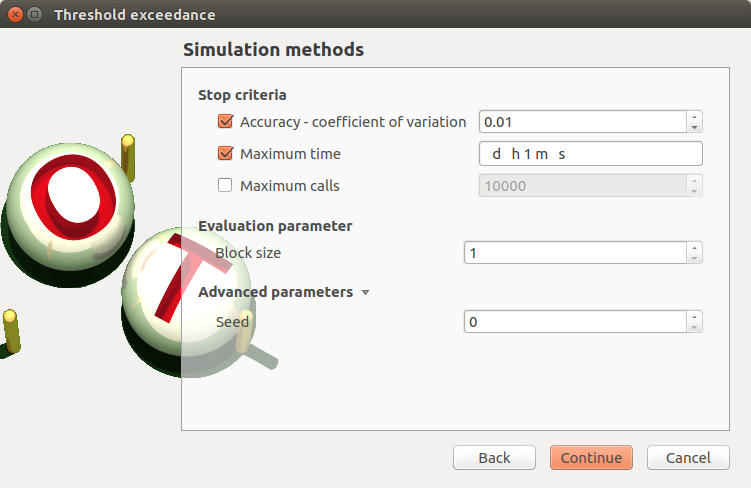 Threshold exceedance
Simulation methods
Stop criteria
Accuracy - coefficient of variation 0.01
Maximum time d h 1 m s
Maximum calls 10000
Evaluation parameter
Block size 1
Advanced parameters
Seed 0
Back Continue Cancel
O
T